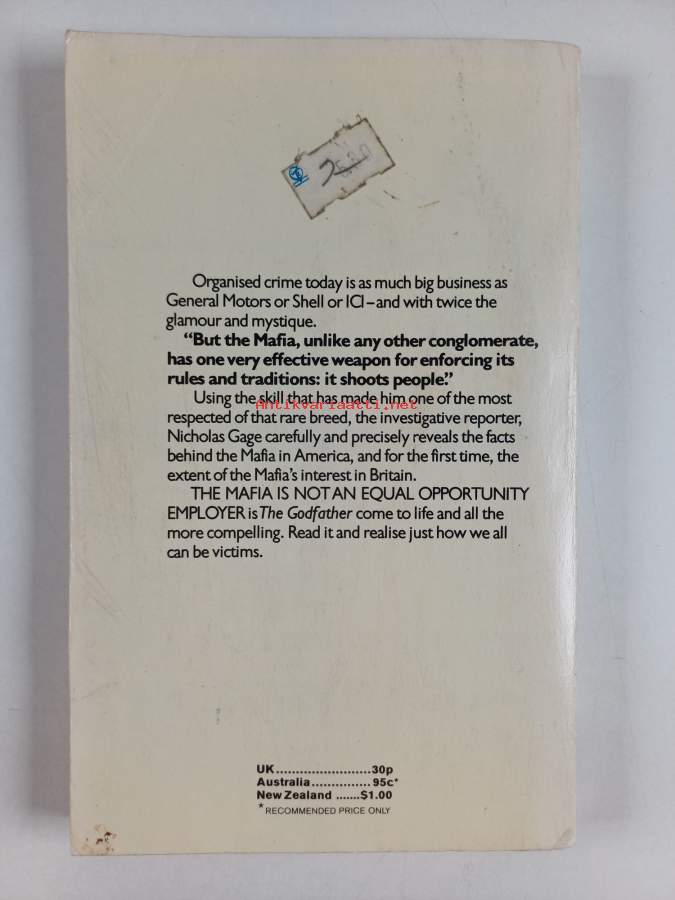 Organised crime today is as much big business as
General Motors or Shell or ICI – and with twice the
glamour and mystique.
“But the Mafia, unlike any other conglomerate,
has one very effective weapon for enforcing its
rules and traditions: it shoots people.”
Using the skill that has made him one of the most
Antikvariaatti.net
respected of that rare breed, the investigative reporter,
Nicholas Gage carefully and precisely reveals the facts
behind the Mafia in America, and for the first time, the
extent of the Mafia’s interest in Britain.
THE MAFIA IS NOT AN EQUAL OPPORTUNITY
EMPLOYER is The Godfather come to life and all the
more compelling. Read it and realise just how we all
can be victims.
UK........................30p
Australia...............95c*
New Zealand .......$1.00
*RECOMMENDED PRICE ONLY